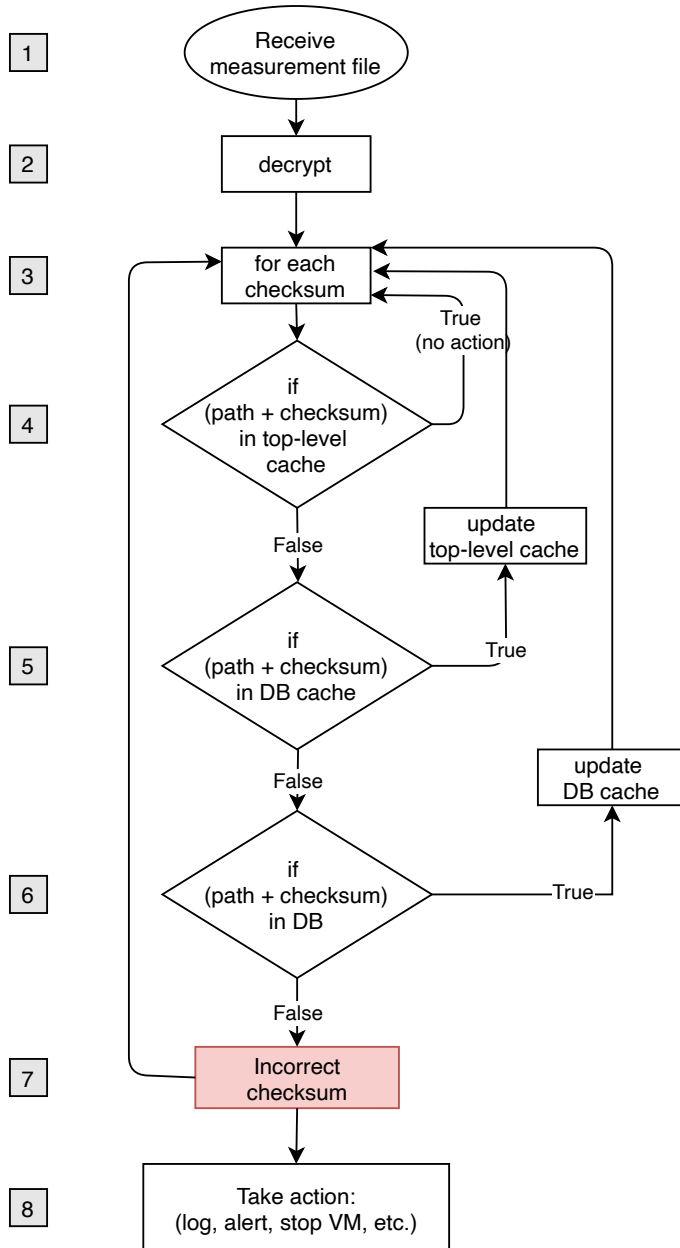 1
Receive
measurement file
2
decrypt
3
for each
checksum
True
(no action)
4
if
(path + checksum)
in top-level
cache
False
update
top-level cache
5
if
(path + checksum)
in DB cache
True
False
update
DB cache
6
if
(path + checksum)
in DB
True
False
7
Incorrect
checksum
8
Take action:
(log, alert, stop VM, etc.)